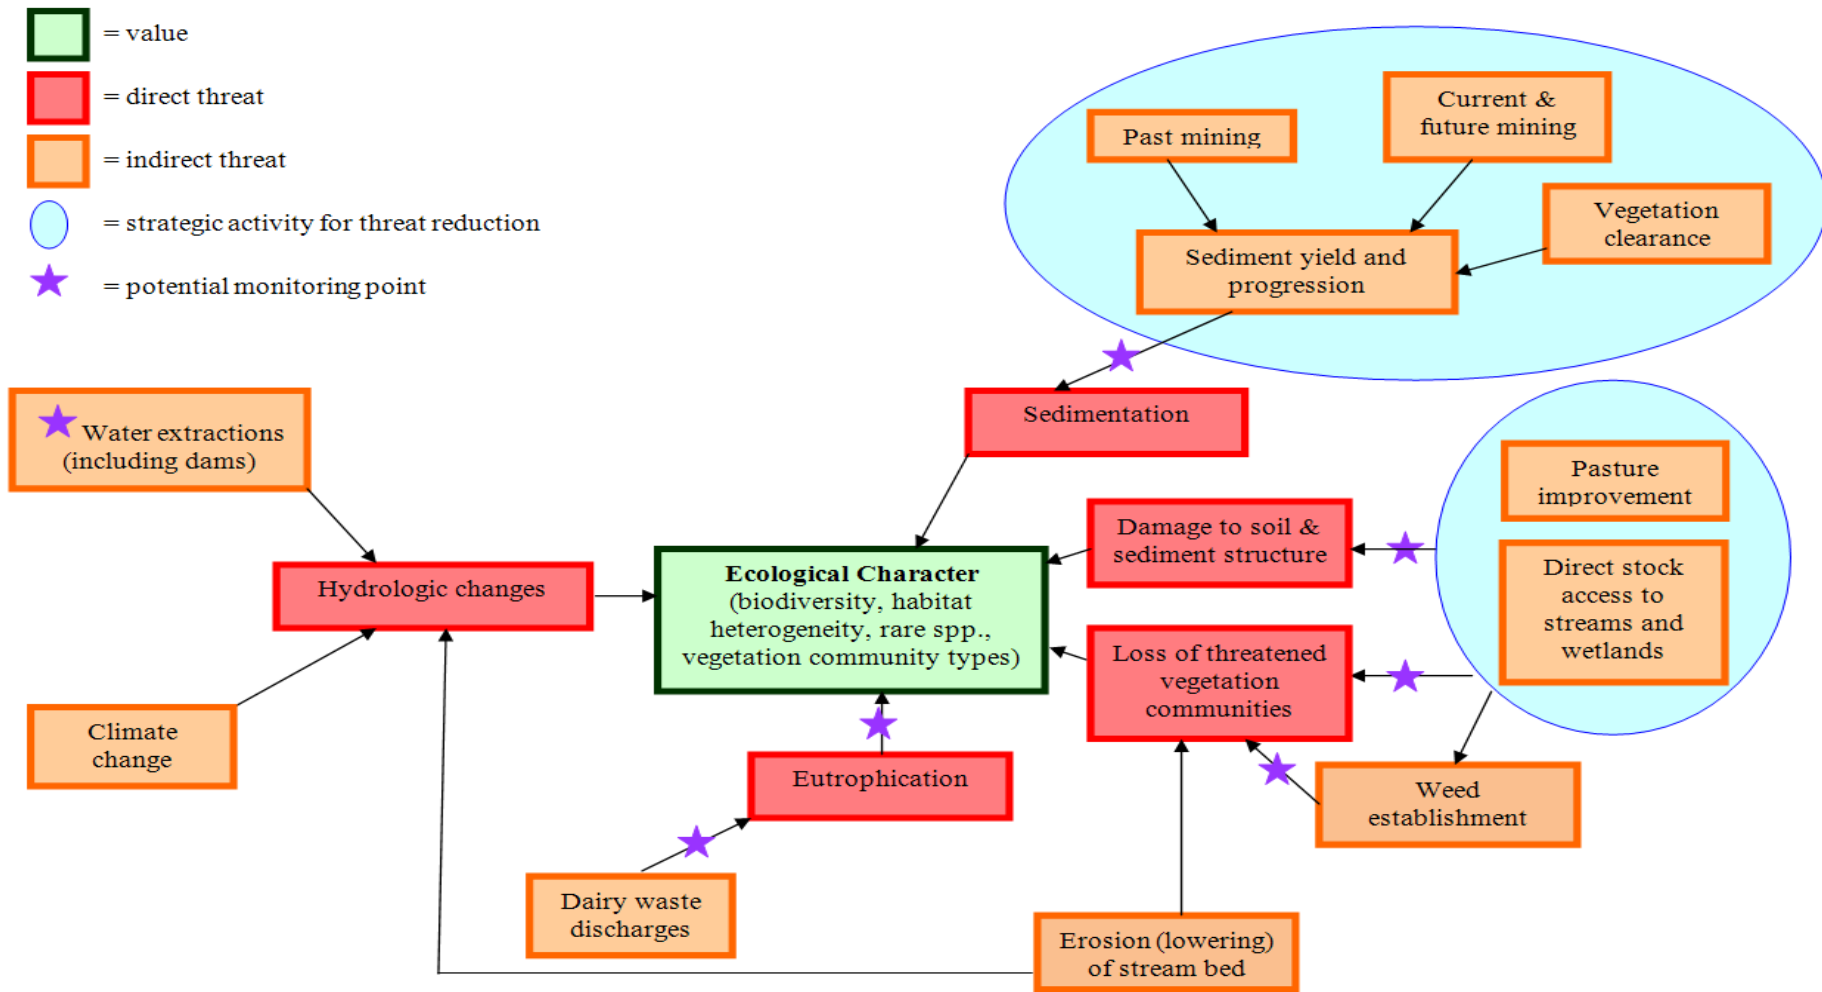 = value
= direct threat
= indirect threat
= strategic activity for threat reduction
= potential monitoring point
Past mining
Current &
future mining
Vegetation
clearance
Sediment yield and
progression
Sedimentation
Water extractions
(including dams)
Pasture
improvement
Damage to soil &
sediment structure
Direct stock
access to
streams and
wetlands
Hydrologic changes
Ecological Character
(biodiversity, habitat
heterogeneity, rare spp.,
vegetation community types)
Loss of threatened
vegetation
communities
Climate
change
Eutrophication
Weed
establishment
Dairy waste
discharges
Erosion (lowering)
of stream bed